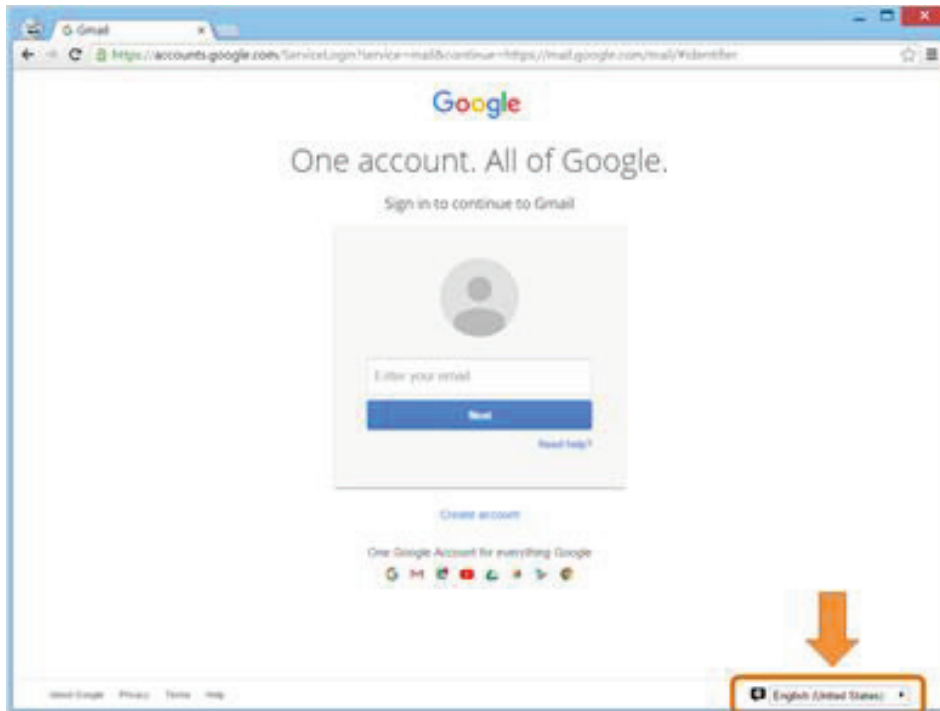 Gmail
https://accounts.google.com/ServiceLogin?service=mail&continue=https://mail.google.com/mail/#identifier
Google
One account. All of Google.
Sign in to continue to Gmail
Enter your email
Next
Need help?
Create account
One Google Account for everything Google
About Google Privacy Terms Help
English (United States)